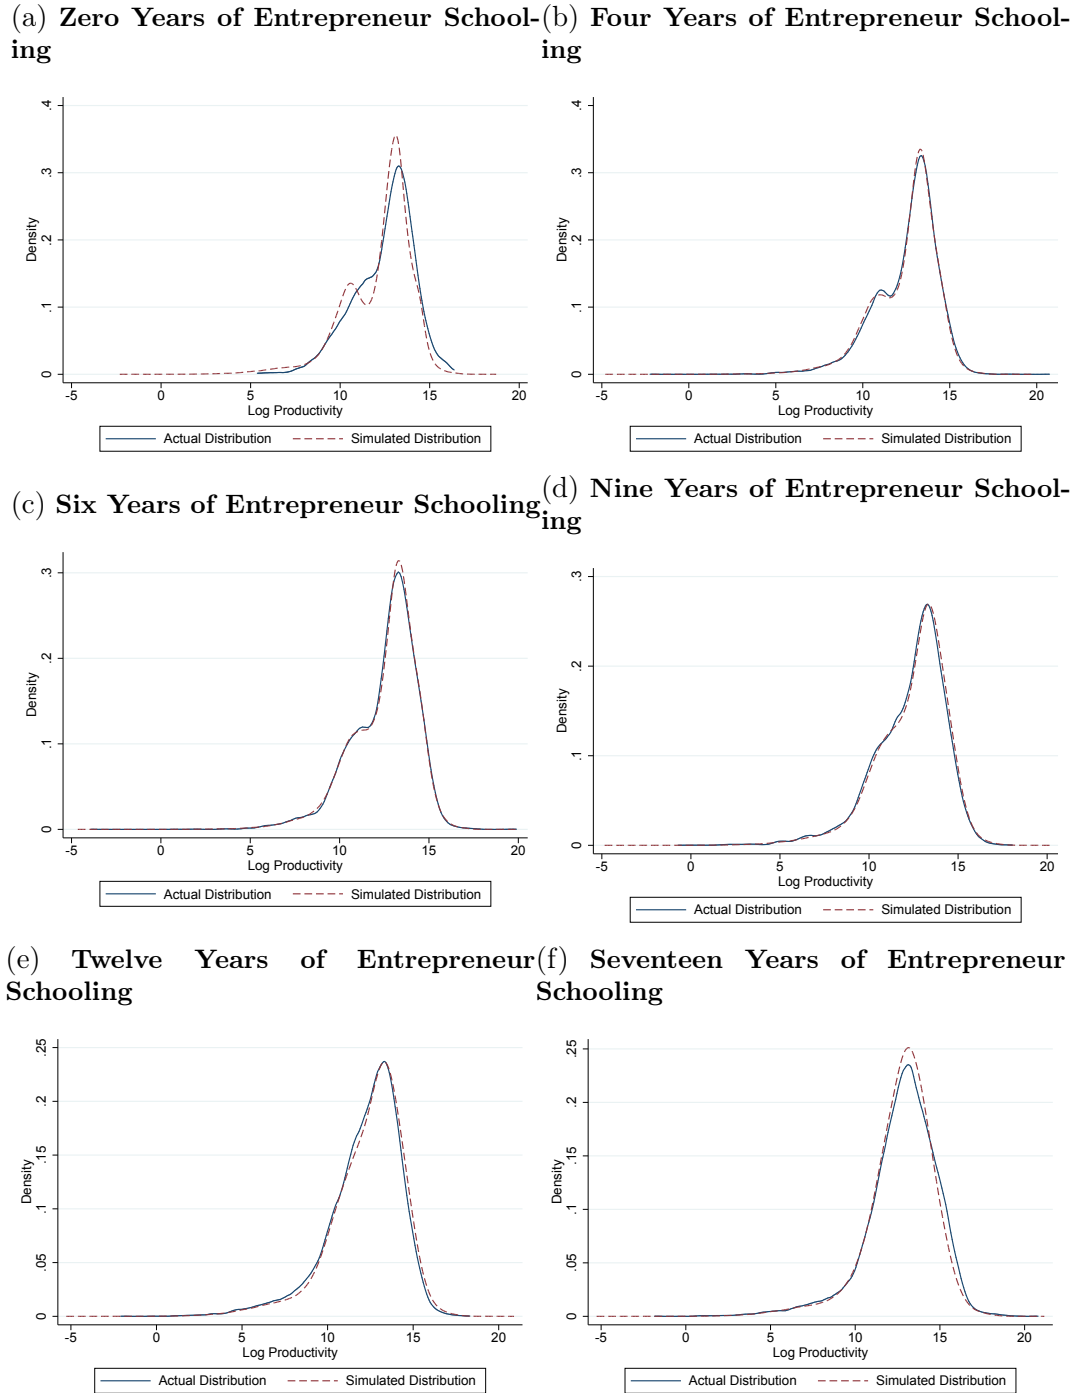 (a) Zero Years of Entrepreneur School-
ing
.4
.3
.2
.1
0
Density
-5 0 5 10 15 20
Log Productivity
Actual Distribution Simulated Distribution
(b) Four Years of Entrepreneur School-
ing
.4
.3
.2
.1
0
Density
-5 0 5 10 15 20
Log Productivity
Actual Distribution Simulated Distribution
(c) Six Years of Entrepreneur Schooling
.3
.2
.1
0
Density
-5 0 5 10 15 20
Log Productivity
Actual Distribution Simulated Distribution
(d) Nine Years of Entrepreneur School-
ing
.3
.2
.1
0
Density
-5 0 5 10 15 20
Log Productivity
Actual Distribution Simulated Distribution
(e) Twelve Years of Entrepreneur
Schooling
.25
.2
.15
.1
.05
0
Density
-5 0 5 10 15 20
Log Productivity
Actual Distribution Simulated Distribution
(f) Seventeen Years of Entrepreneur
Schooling
.25
.2
.15
.1
.05
0
Density
-5 0 5 10 15 20
Log Productivity
Actual Distribution Simulated Distribution